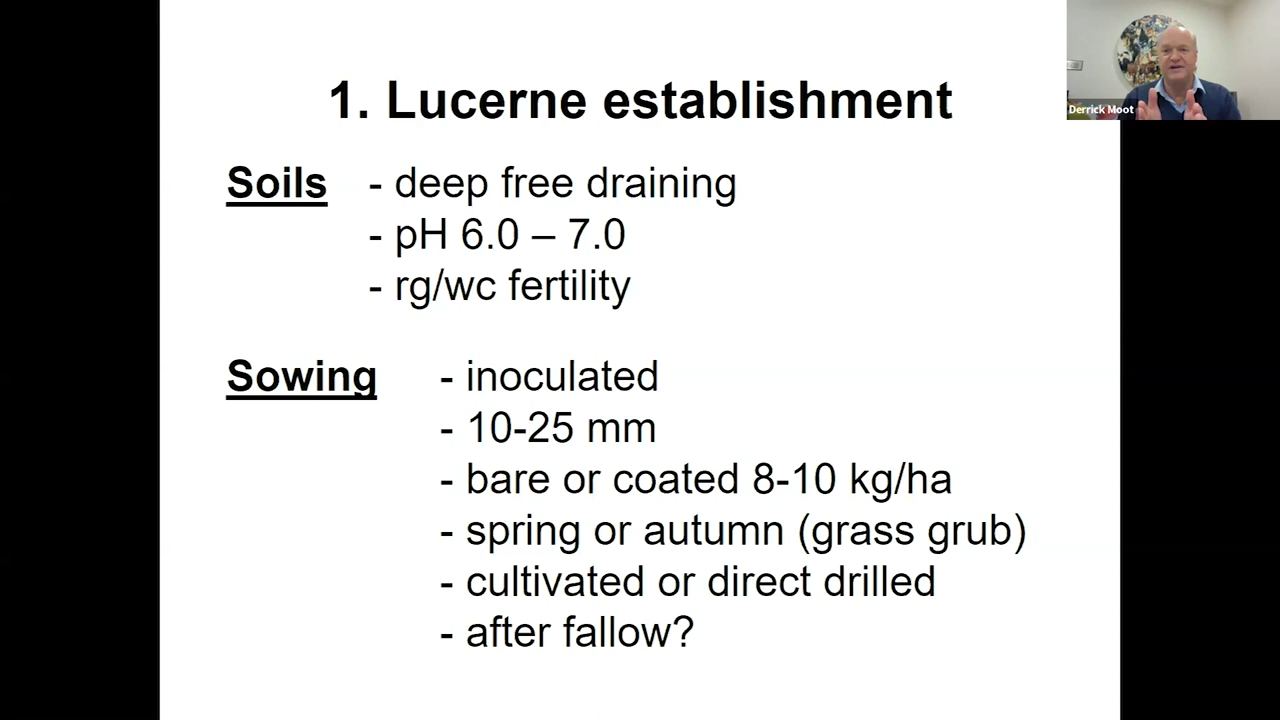 1. Lucerne establishment
Derrick Moot
Soils - deep free draining
- pH 6.0 – 7.0
- rg/wc fertility
Sowing - inoculated
- 10-25 mm
- bare or coated 8-10 kg/ha
- spring or autumn (grass grub)
- cultivated or direct drilled
- after fallow?